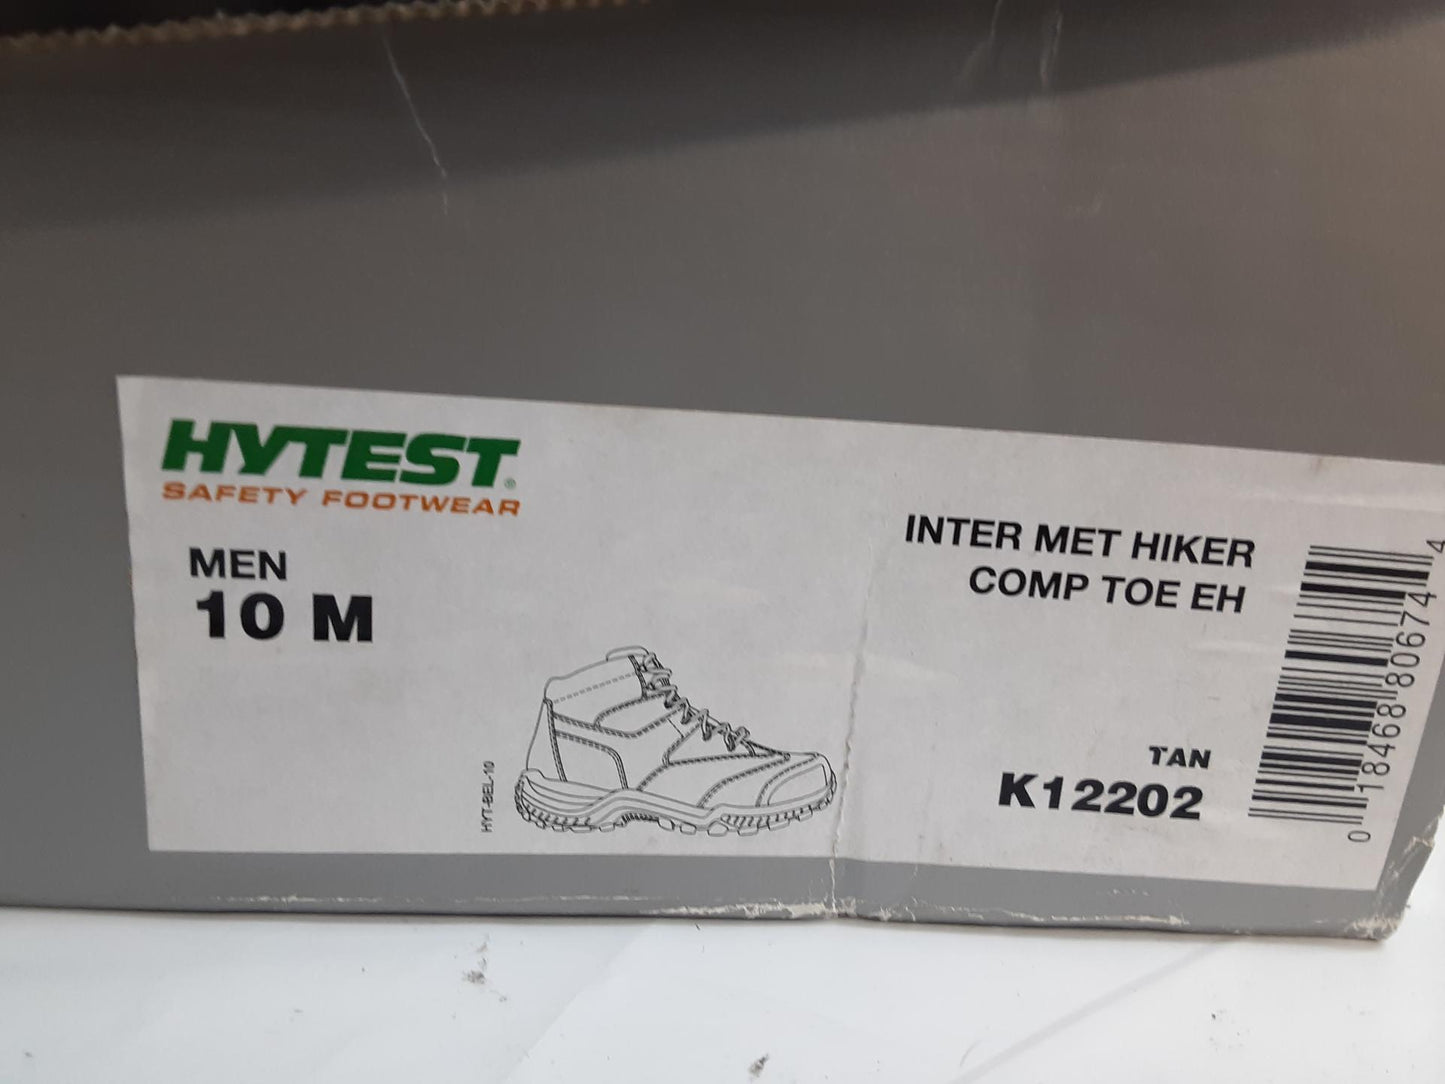 HYTEST®
SAFETY FOOTWEAR
MEN
10 M
HYT-BEL-10
INTER MET HIKER
COMP TOE EH
TAN
K12202
0 18468 80674 4